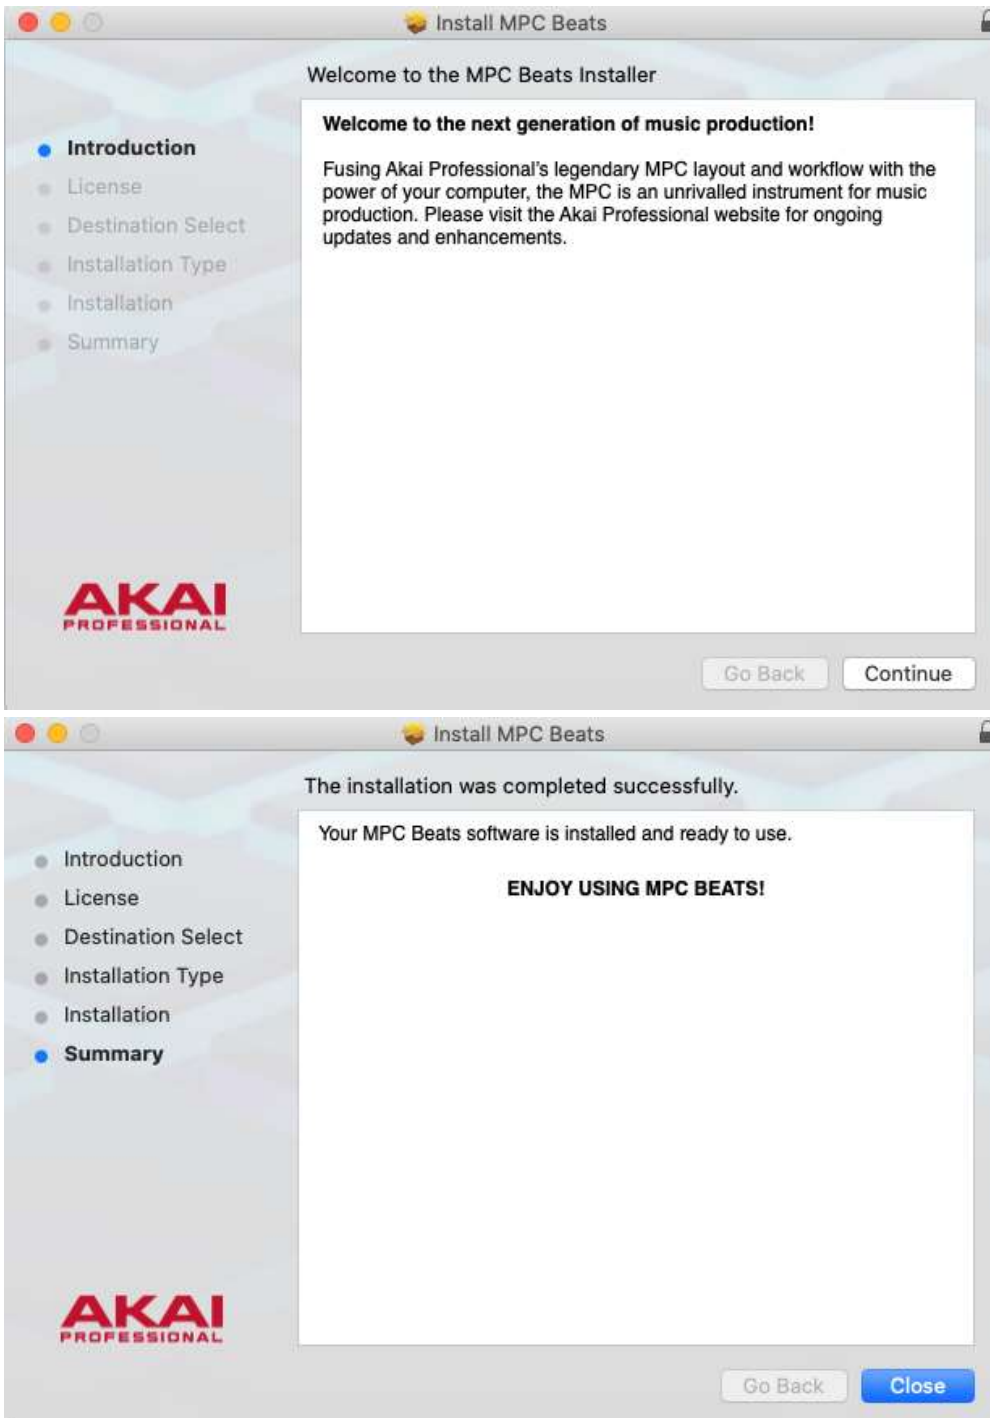 Install MPC Beats
Welcome to the MPC Beats Installer
Introduction
License
Destination Select
Installation Type
Installation
Summary
Welcome to the next generation of music production!
Fusing Akai Professional's legendary MPC layout and workflow with the
power of your computer, the MPC is an unrivalled instrument for music
production. Please visit the Akai Professional website for ongoing
updates and enhancements.
AKAI
PROFESSIONAL
Go Back
Continue
Install MPC Beats
The installation was completed successfully.
Introduction
License
Destination Select
Installation Type
Installation
Summary
Your MPC Beats software is installed and ready to use.
ENJOY USING MPC BEATS!
AKAI
PROFESSIONAL
Go Back
Close